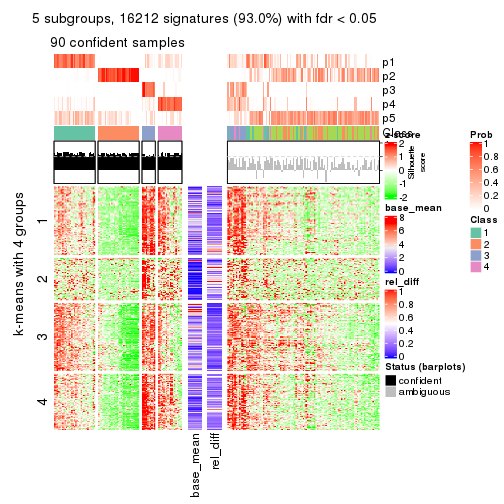 5 subgroups, 16212 signatures (93.0%) with fdr < 0.05
90 confident samples
p1
p2
p3
p4
p5
Class
z-score
2
1
0
-1
-2
Silhouette
score
k-means with 4 groups
1
2
3
4
base_mean
rel_diff
base_mean
8
6
4
2
0
rel_diff
1
0.8
0.6
0.4
0.2
0
Status (barplots)
confident
ambiguous
Prob
1
0.8
0.6
0.4
0.2
0
Class
1
2
3
4